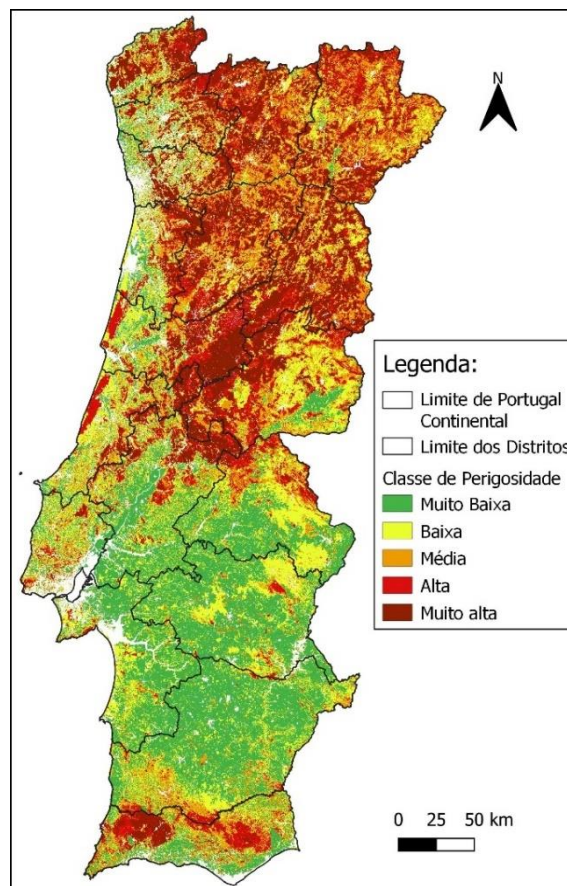 N
Legenda:
Limite de Portugal
Continental
Limite dos Distritos
Classe de Perigosidade
Muito Baixa
Baixa
Média
Alta
Muito alta
0 25 50 km